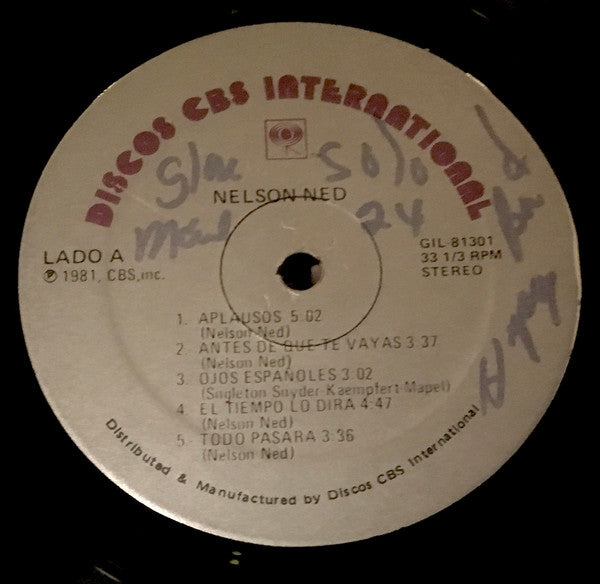 DISCOS CBS INTERNATIONAL
Solo
24
NELSON NED
LADO A
℗ 1981, CBS, inc.
GIL-81301
33 1/3 RPM
STEREO
1. APLAUSOS 5:02
(Nelson Ned)
2. ANTES DE QUE TE VAYAS 3:37
(Nelson Ned)
3. OJOS ESPAÑOLES 3:02
(Singleton-Snyder-Kaempfert-Mapel)
4. EL TIEMPO LO DIRA 4:47
(Nelson Ned)
5. TODO PASARA 3:36
(Nelson Ned)
Distributed & Manufactured by Discos CBS International